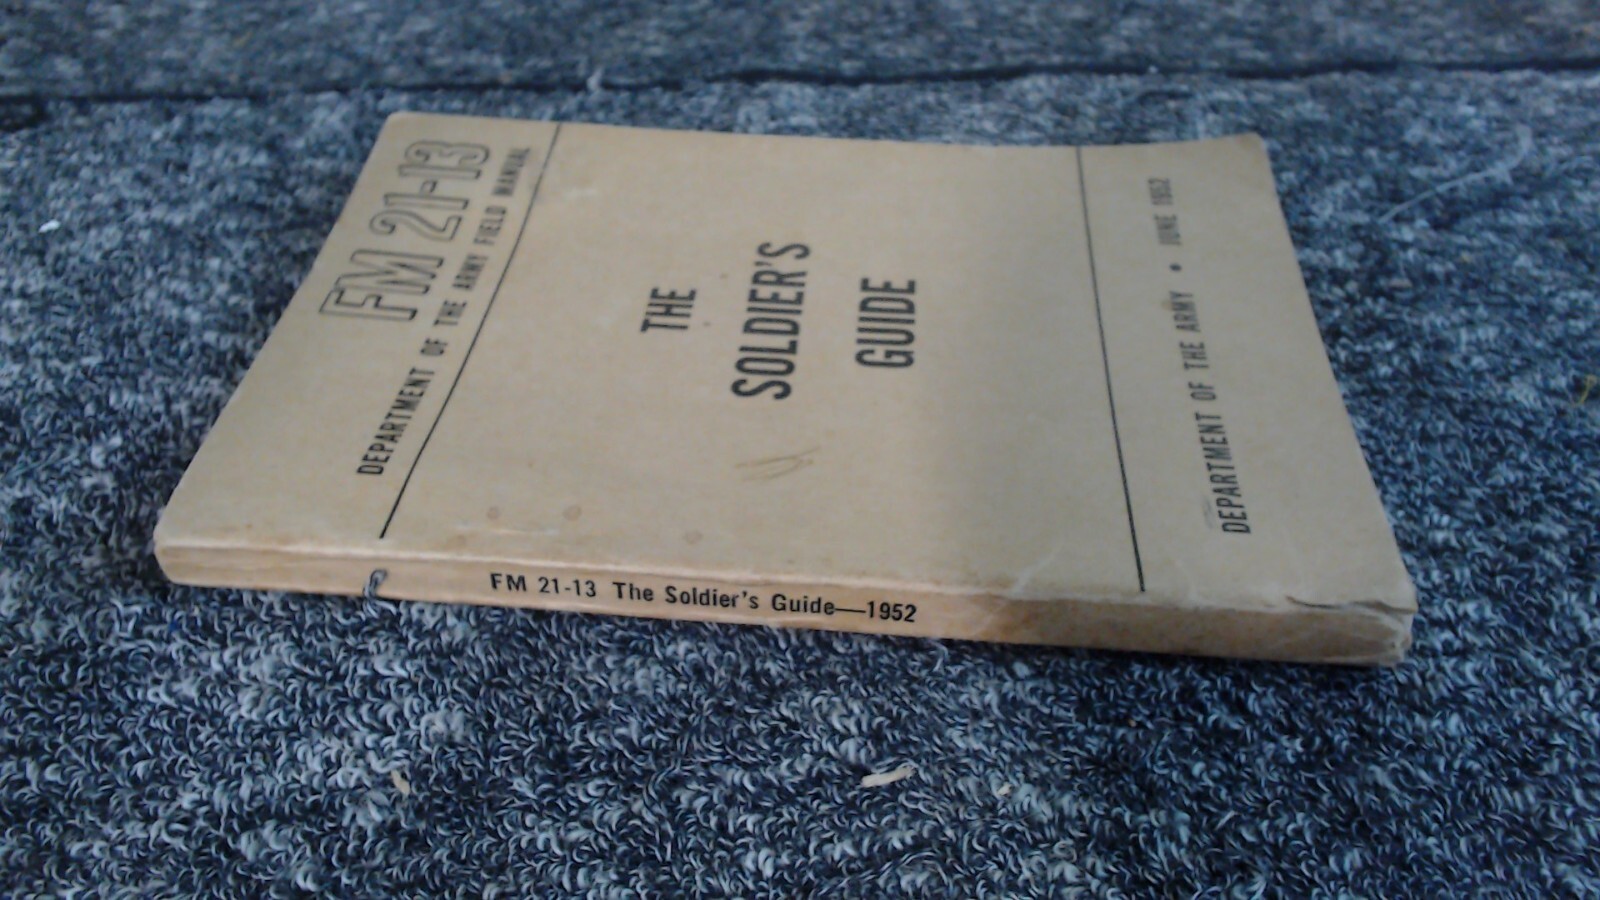 FM 21-13
DEPARTMENT OF THE ARMY FIELD MANUAL
THE
SOLDIER'S
GUIDE
DEPARTMENT OF THE ARMY • JUNE 1952
FM 21-13 The Soldier's Guide—1952